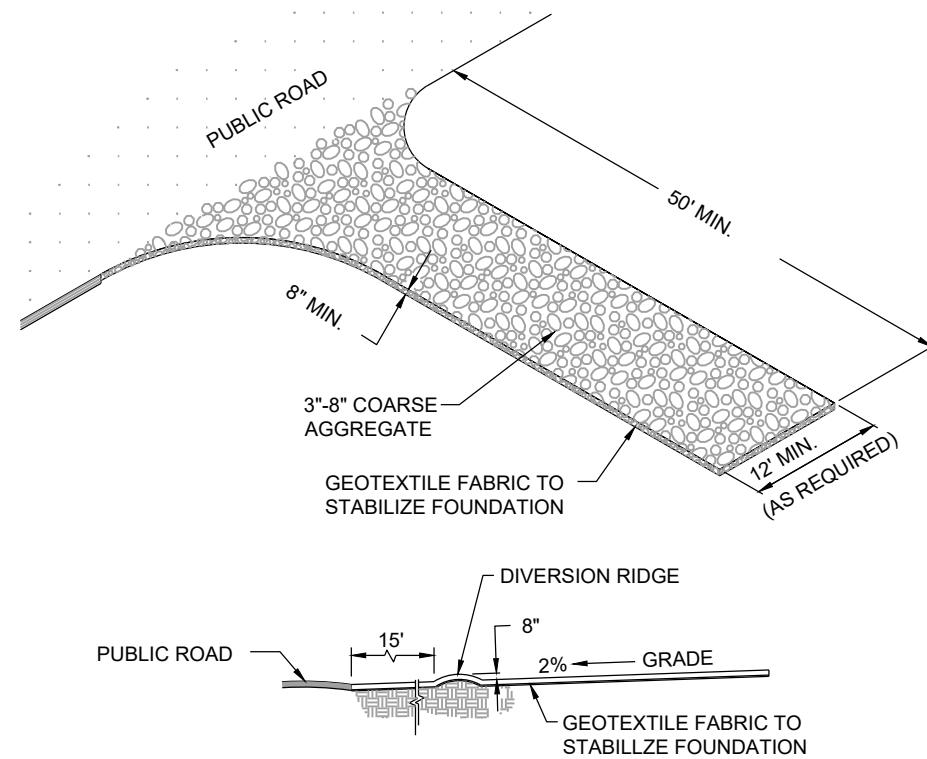 PUBLIC ROAD
50' MIN.
8" MIN.
3"-8" COARSE
AGGREGATE
GEOTEXTILE FABRIC TO
STABILIZE FOUNDATION
12' MIN.
(AS REQUIRED)
DIVERSION RIDGE
15'
8"
PUBLIC ROAD
2%
GRADE
GEOTEXTILE FABRIC TO
STABILLZE FOUNDATION